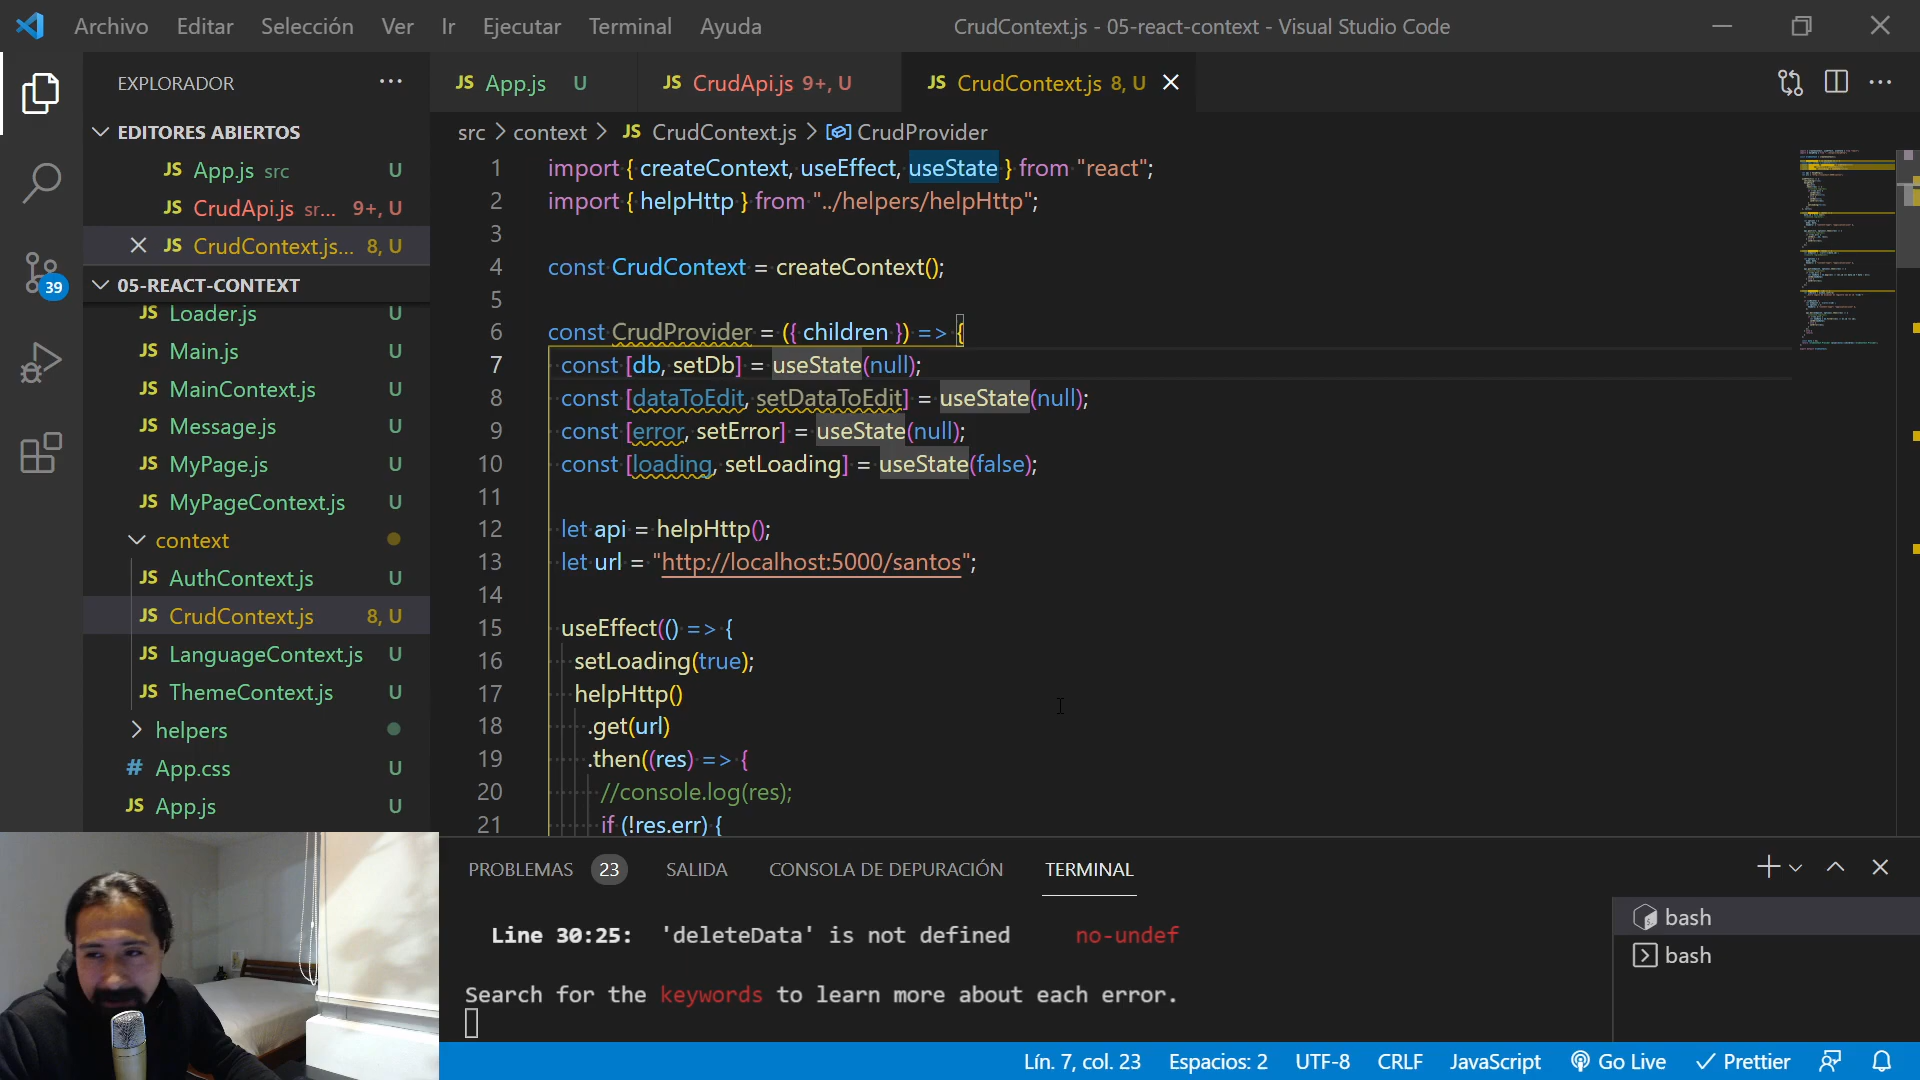 Archivo Editar Selección Ver Ir Ejecutar Terminal Ayuda
CrudContext.js - 05-react-context - Visual Studio Code
EXPLORADOR
EDITORES ABIERTOS
JS App.js src U
JS CrudApi.js sr... 9+, U
JS CrudContext.js... 8, U
05-REACT-CONTEXT
JS Loader.js U
JS Main.js U
JS MainContext.js U
JS Message.js U
JS MyPage.js U
JS MyPageContext.js U
context
JS AuthContext.js U
JS CrudContext.js 8, U
JS LanguageContext.js U
JS ThemeContext.js U
helpers
# App.css U
JS App.js U
39
JS App.js U
JS CrudApi.js 9+, U
JS CrudContext.js 8, U
src > context > JS CrudContext.js > CrudProvider
1 import { createContext, useEffect, useState } from "react";
2 import { helpHttp } from "../helpers/helpHttp";
3
4 const CrudContext = createContext();
5
6 const CrudProvider = ({ children }) => {
7 const [db, setDb] = useState(null);
8 const [dataToEdit, setDataToEdit] = useState(null);
9 const [error, setError] = useState(null);
10 const [loading, setLoading] = useState(false);
11
12 let api = helpHttp();
13 let url = "http://localhost:5000/santos";
14
15 useEffect(() => {
16 setLoading(true);
17 helpHttp()
18 .get(url)
19 .then((res) => {
20 //console.log(res);
21 if (!res.err) {
PROBLEMAS 23 SALIDA CONSOLA DE DEPURACIÓN TERMINAL
Line 30:25: 'deleteData' is not defined no-undef
Search for the keywords to learn more about each error.
bash
bash
Lín. 7, col. 23 Espacios: 2 UTF-8 CRLF JavaScript Go Live Prettier